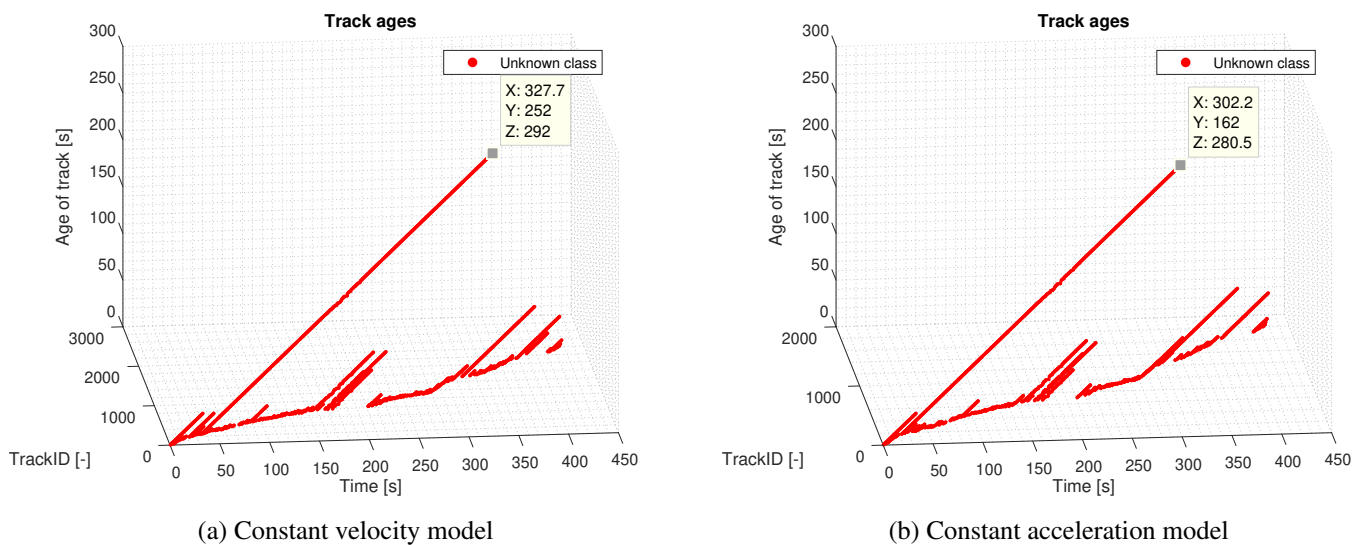 Track ages
Unknown class
X: 327.7
Y: 252
Z: 292
300
250
200
150
100
50
0
Age of track [s]
3000
2000
1000
0
TrackID [-]
0
50
100
150
200
250
300
350
400
450
Time [s]
(a) Constant velocity model
Track ages
Unknown class
X: 302.2
Y: 162
Z: 280.5
300
250
200
150
100
50
0
Age of track [s]
2000
1000
0
TrackID [-]
0
50
100
150
200
250
300
350
400
450
Time [s]
(b) Constant acceleration model